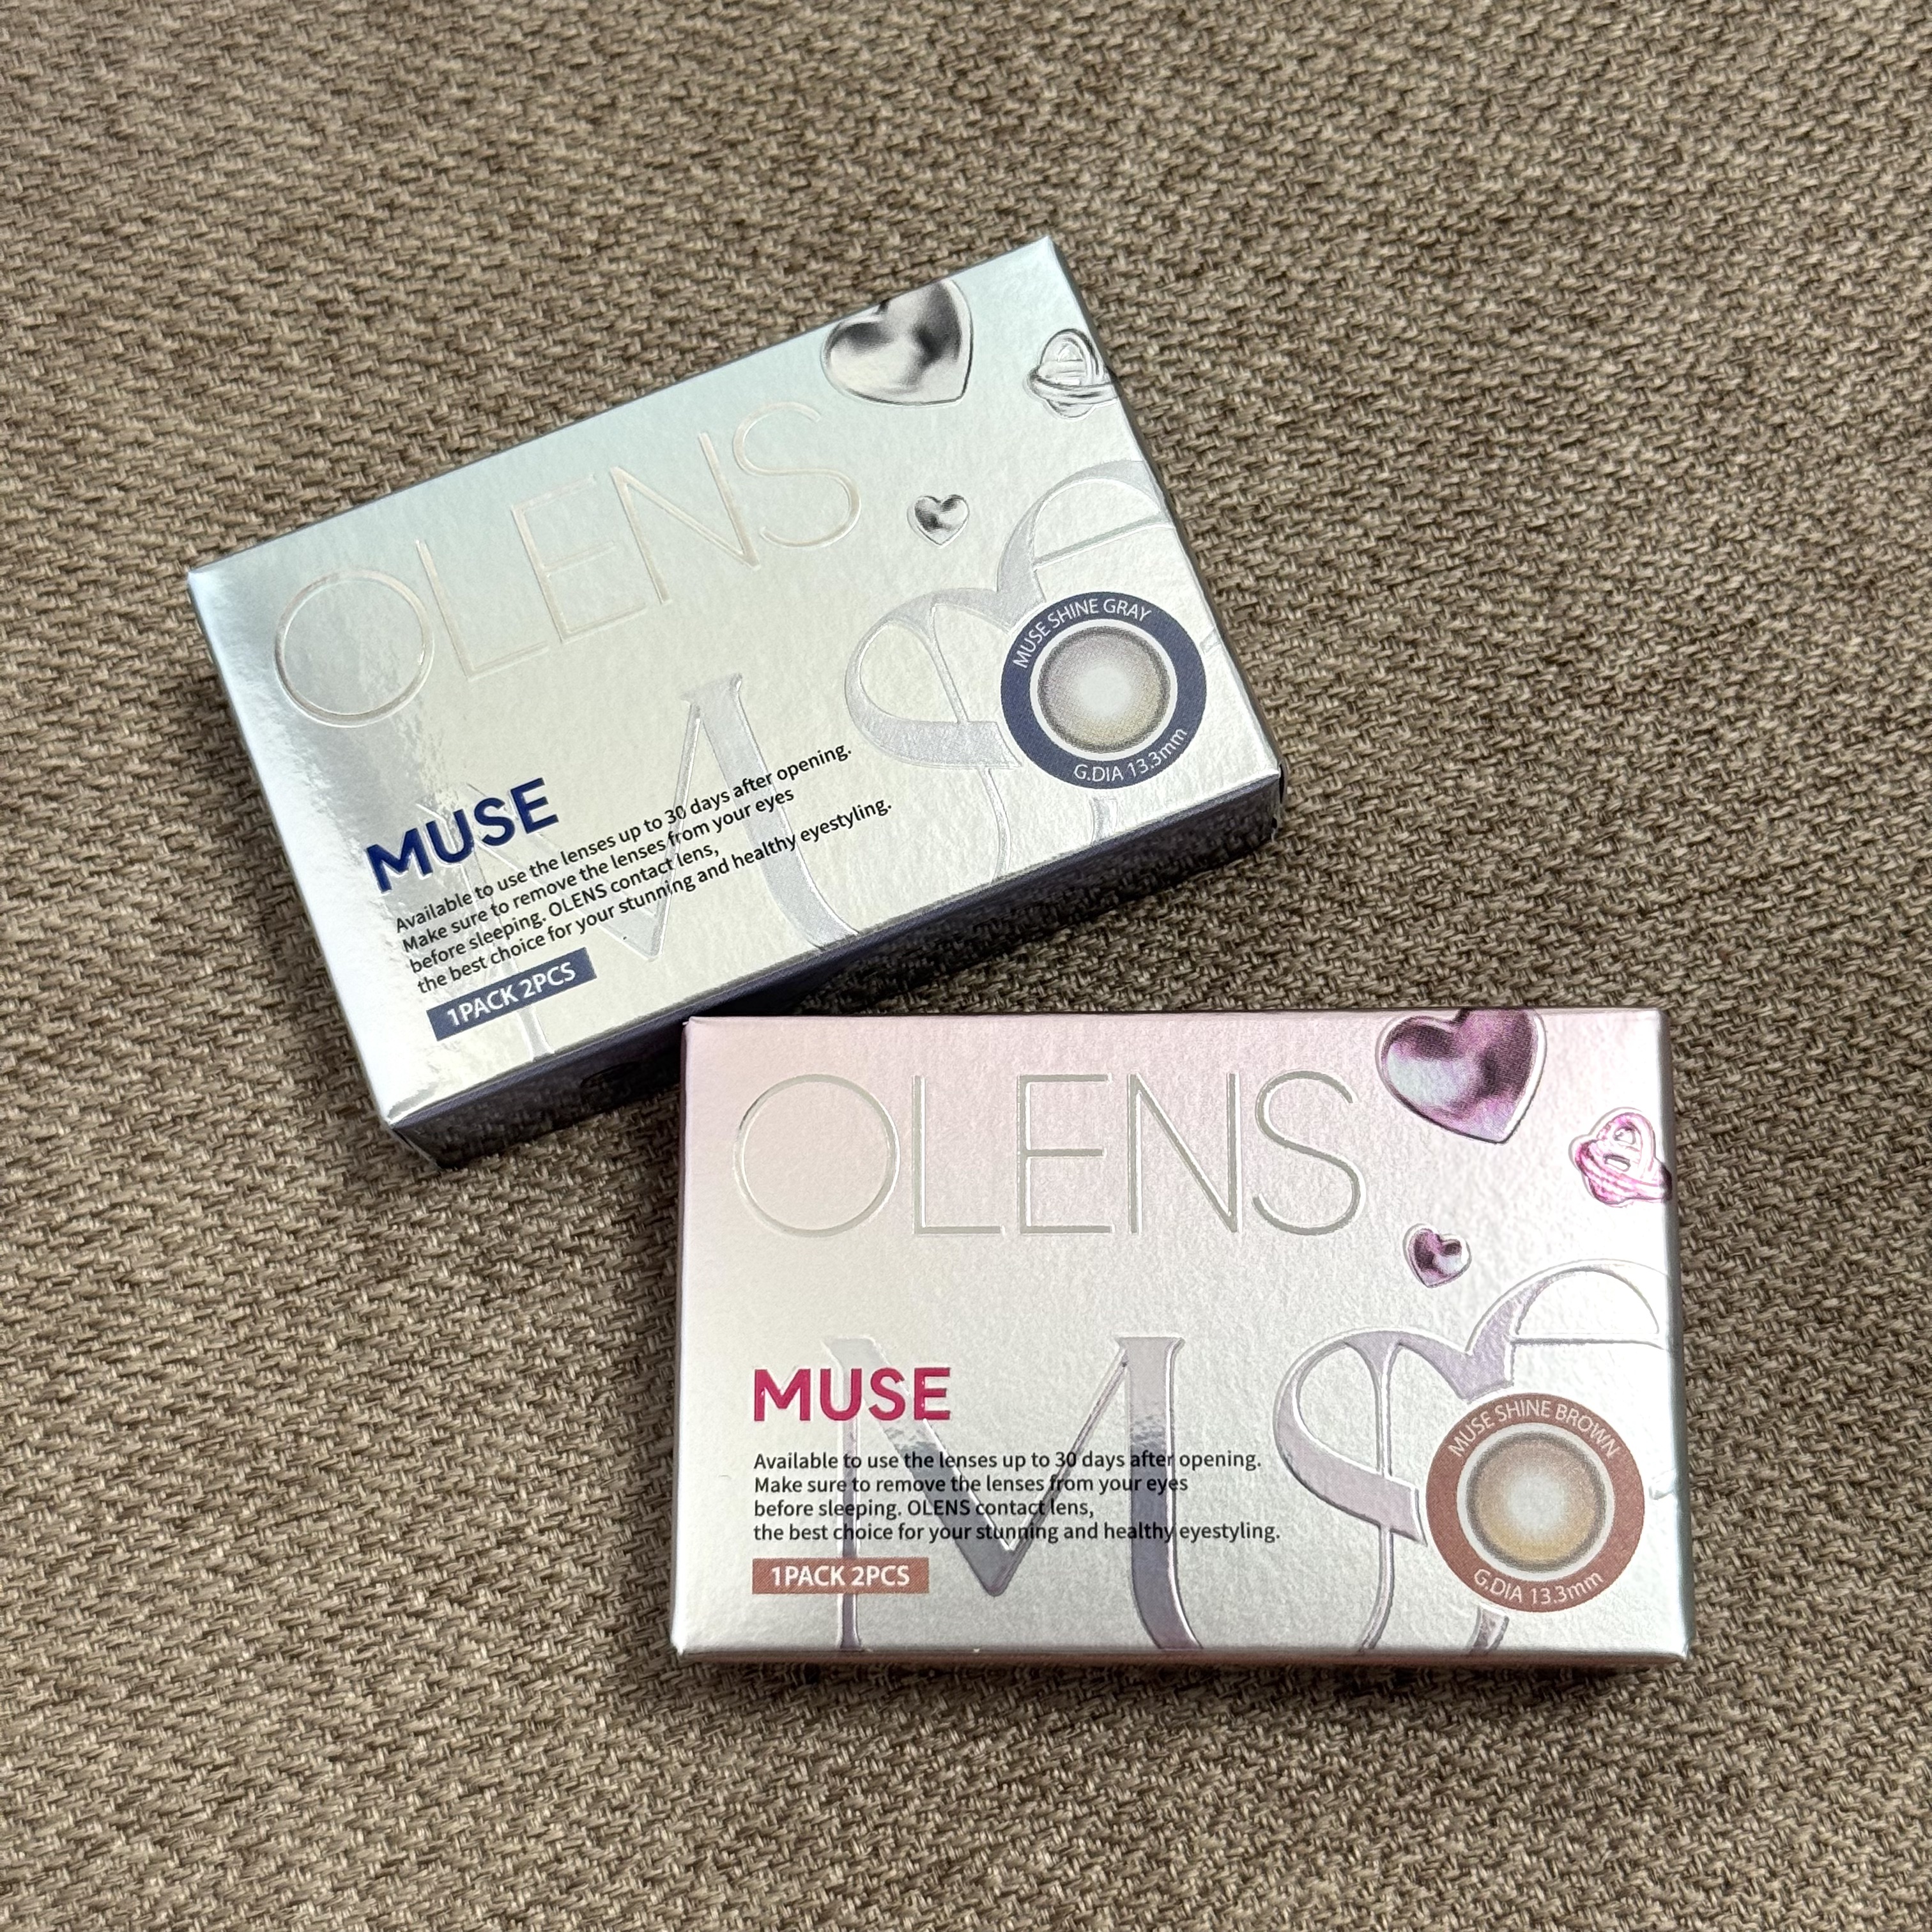 OLENS
MUSE
Available to use the lenses up to 30 days after opening.
Make sure to remove the lenses from your eyes
before sleeping. OLENS contact lens,
the best choice for your stunning and healthy eyestyling.
1PACK 2PCS
MUSE SHINE GRAY
G.DIA 13.3mm
OLENS
MUSE
Available to use the lenses up to 30 days after opening.
Make sure to remove the lenses from your eyes
before sleeping. OLENS contact lens,
the best choice for your stunning and healthy eyestyling.
1PACK 2PCS
MUSE SHINE BROWN
G.DIA 13.3mm